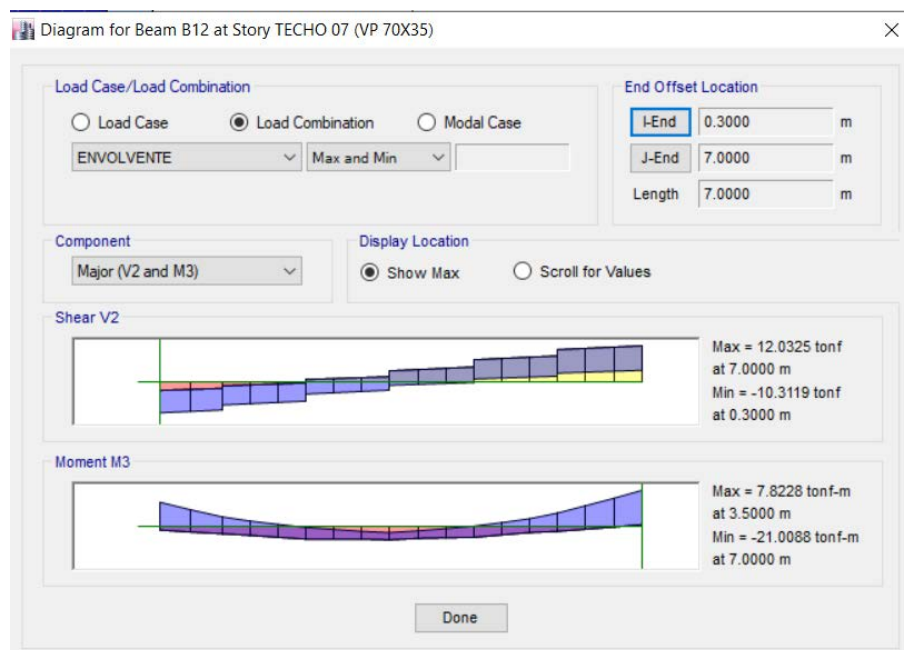 Diagram for Beam B12 at Story TECHO 07 (VP 70X35)
Load Case/Load Combination
Load Case Load Combination Modal Case
ENVOLVENTE Max and Min
End Offset Location
I-End 0.3000 m
J-End 7.0000 m
Length 7.0000 m
Component
Major (V2 and M3)
Display Location
Show Max Scroll for Values
Shear V2
Max = 12.0325 tonf
at 7.0000 m
Min = -10.3119 tonf
at 0.3000 m
Moment M3
Max = 7.8228 tonf-m
at 3.5000 m
Min = -21.0088 tonf-m
at 7.0000 m
Done